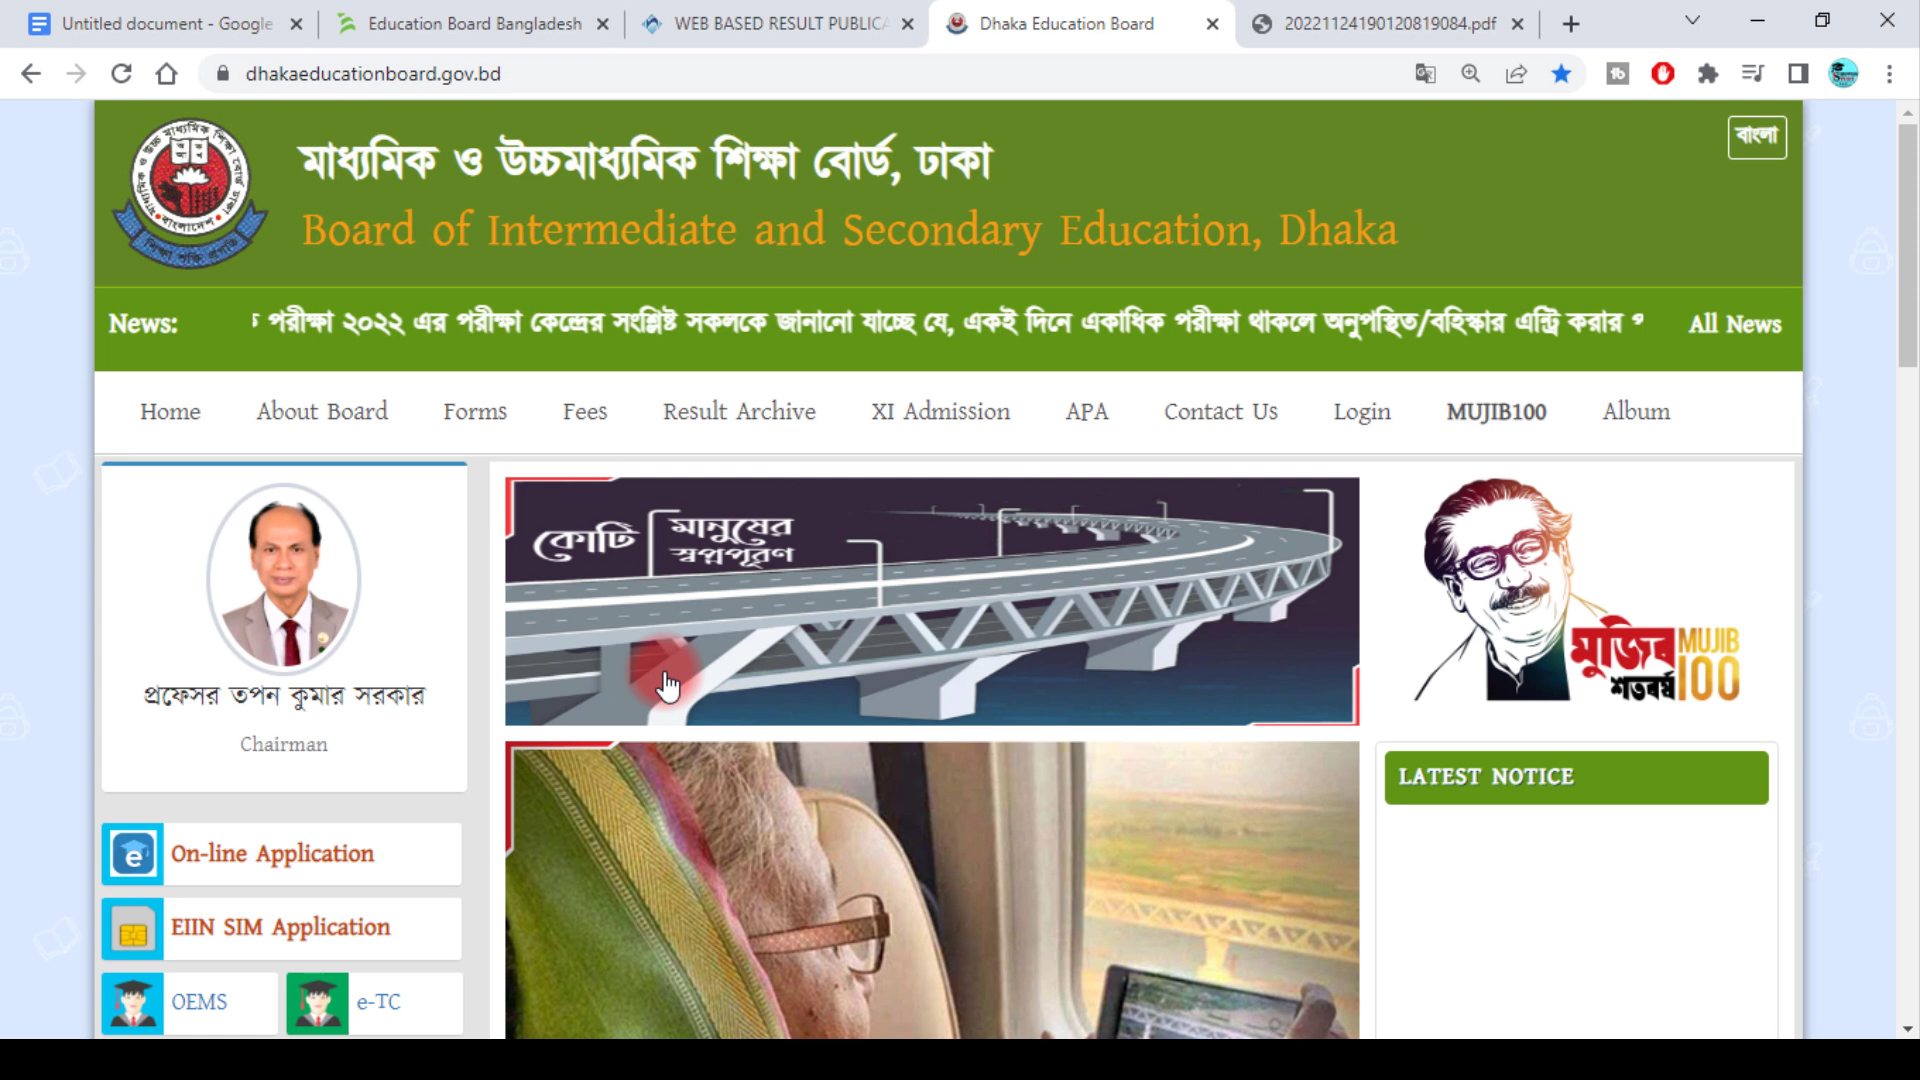 Untitled document - Google
Education Board Bangladesh
WEB BASED RESULT PUBLICA
Dhaka Education Board
20221124190120819084.pdf
dhakaeducationboard.gov.bd
মাধ্যমিক ও উচ্চমাধ্যমিক শিক্ষা বোর্ড, ঢাকা
বাংলা
Board of Intermediate and Secondary Education, Dhaka
News:
পরীক্ষা ২০২২ এর পরীক্ষা কেন্দ্রের সংশ্লিষ্ট সকলকে জানানো যাচ্ছে যে, একই দিনে একাধিক পরীক্ষা থাকলে অনুপস্থিত/বহিস্কার এন্ট্রি করার
All News
Home
About Board
Forms
Fees
Result Archive
XI Admission
APA
Contact Us
Login
MUJIB100
Album
কোটি
মানুষের
স্বপ্নপূরণ
মুজিব
শতবর্ষ
MUJIB
100
প্রফেসর তপন কুমার সরকার
Chairman
LATEST NOTICE
On-line Application
EIIN SIM Application
OEMS
e-TC